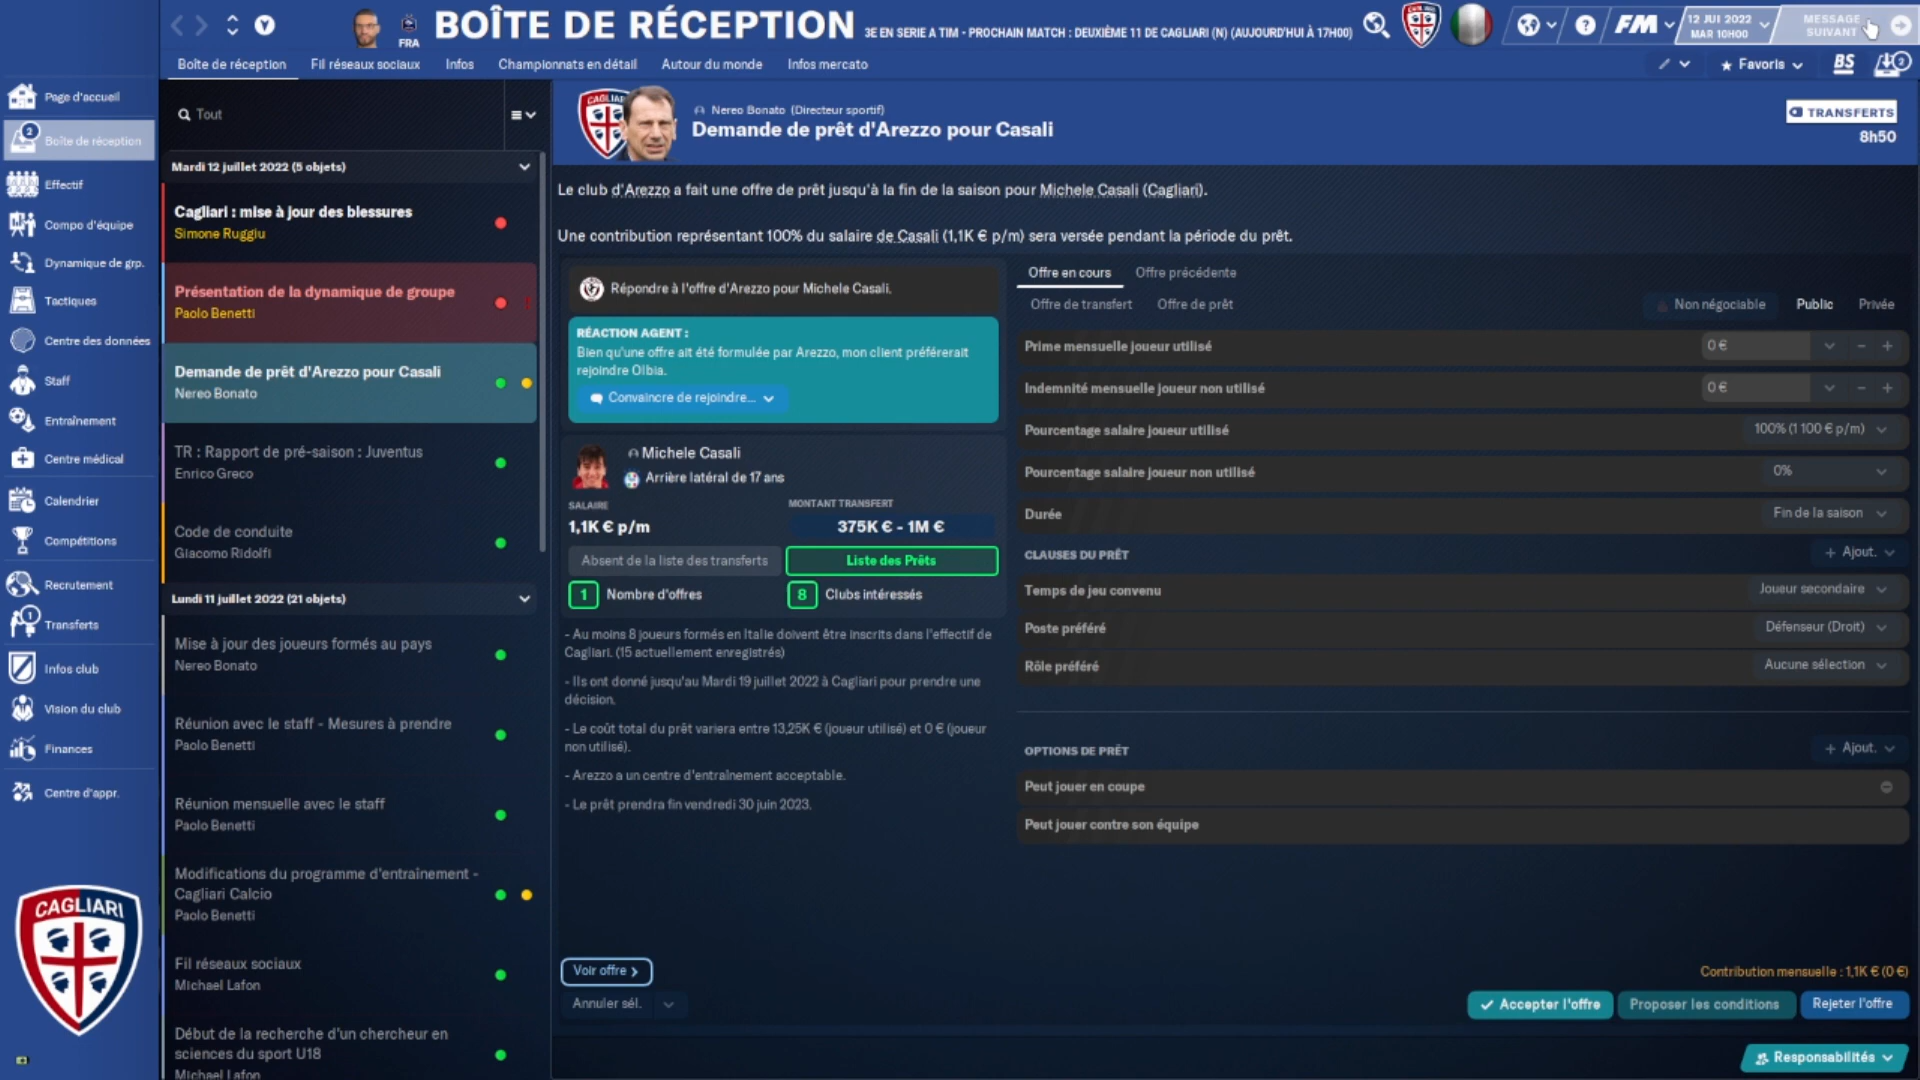 FRA
BOÎTE DE RÉCEPTION
3E EN SERIE A TIM - PROCHAIN MATCH : DEUXIÈME 11 DE CAGLIARI (N) (AUJOURD'HUI À 17H00)
FM
12 JUI 2022
MAR 10H00
MESSAGE
SUIVANT
Boîte de réception
Fil réseaux sociaux
Infos
Championnats en détail
Autour du monde
Infos mercato
Favoris
BS
2
Page d'accueil
2
Boîte de réception
Effectif
Compo d'équipe
Dynamique de grp.
Tactiques
Centre des données
Staff
Entraînement
Centre médical
Calendrier
Compétitions
Recrutement
1
Transferts
Infos club
Vision du club
Finances
Centre d'appr.
CAGLIARI
Tout
Mardi 12 juillet 2022 (5 objets)
Cagliari : mise à jour des blessures
Simone Ruggiu
Présentation de la dynamique de groupe
Paolo Benetti
Demande de prêt d'Arezzo pour Casali
Nereo Bonato
TR : Rapport de pré-saison : Juventus
Enrico Greco
Code de conduite
Giacomo Ridolfi
Lundi 11 juillet 2022 (21 objets)
Mise à jour des joueurs formés au pays
Nereo Bonato
Réunion avec le staff - Mesures à prendre
Paolo Benetti
Réunion mensuelle avec le staff
Paolo Benetti
Modifications du programme d'entraînement -
Cagliari Calcio
Paolo Benetti
Fil réseaux sociaux
Michael Lafon
Début de la recherche d'un chercheur en
sciences du sport U18
Michael Lafon
CAGLIARI
Nereo Bonato (Directeur sportif)
Demande de prêt d'Arezzo pour Casali
TRANSFERTS
8h50
Le club d'Arezzo a fait une offre de prêt jusqu'à la fin de la saison pour Michele Casali (Cagliari).
Une contribution représentant 100% du salaire de Casali (1,1K € p/m) sera versée pendant la période du prêt.
Répondre à l'offre d'Arezzo pour Michele Casali.
RÉACTION AGENT :
Bien qu'une offre ait été formulée par Arezzo, mon client préférerait
rejoindre Olbia.
Convaincre de rejoindre...
Michele Casali
Arrière latéral de 17 ans
SALAIRE
MONTANT TRANSFERT
1,1K € p/m
375K € - 1M €
Absent de la liste des transferts
Liste des Prêts
1 Nombre d'offres
8 Clubs intéressés
- Au moins 8 joueurs formés en Italie doivent être inscrits dans l'effectif de
Cagliari. (15 actuellement enregistrés)
- Ils ont donné jusqu'au Mardi 19 juillet 2022 à Cagliari pour prendre une
décision.
- Le coût total du prêt variera entre 13,25K € (joueur utilisé) et 0 € (joueur
non utilisé).
- Arezzo a un centre d'entraînement acceptable.
- Le prêt prendra fin vendredi 30 juin 2023.
Voir offre
Annuler sél.
Offre en cours
Offre précédente
Offre de transfert
Offre de prêt
Non négociable
Public
Privée
Prime mensuelle joueur utilisé
0 €
Indemnité mensuelle joueur non utilisé
0 €
Pourcentage salaire joueur utilisé
100% (1 100 € p/m)
Pourcentage salaire joueur non utilisé
0%
Durée
Fin de la saison
CLAUSES DU PRÊT
+ Ajout.
Temps de jeu convenu
Joueur secondaire
Poste préféré
Défenseur (Droit)
Rôle préféré
Aucune sélection
OPTIONS DE PRÊT
+ Ajout.
Peut jouer en coupe
Peut jouer contre son équipe
Contribution mensuelle : 1,1K € (0 €)
Accepter l'offre
Proposer les conditions
Rejeter l'offre
Responsabilités